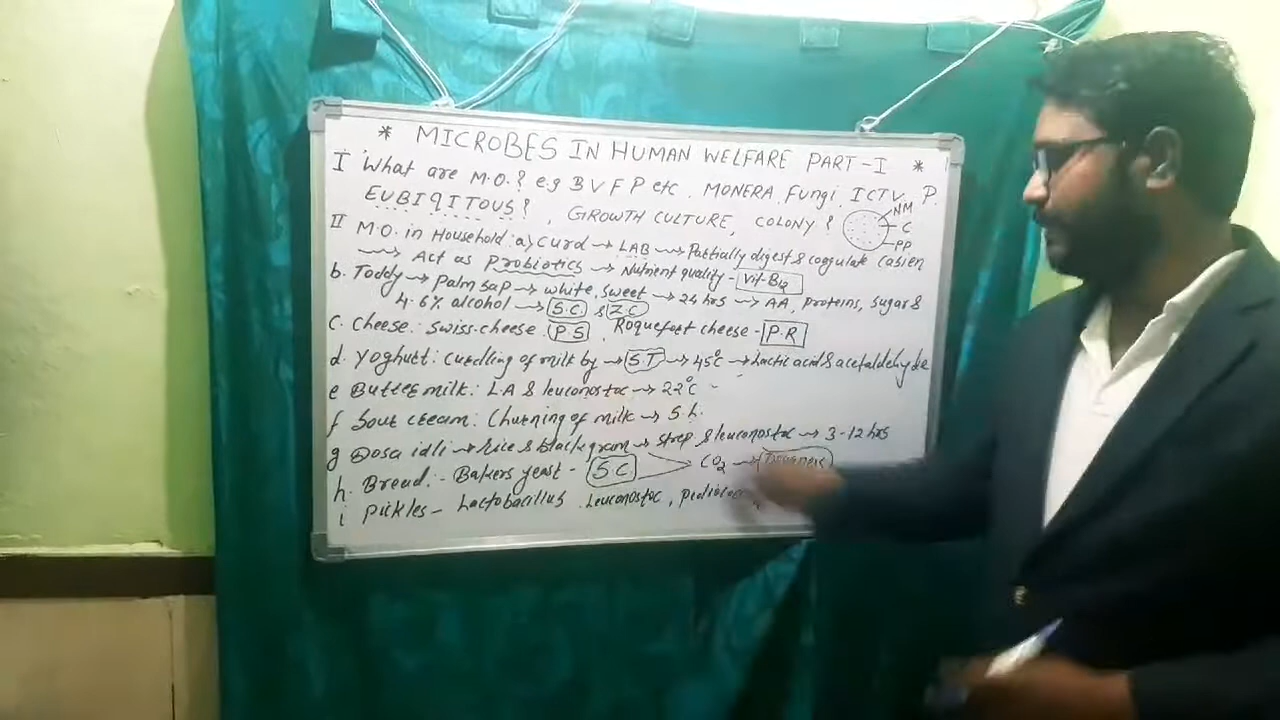 * MICROBES IN HUMAN WELFARE PART-I *
I What are M.O.? e.g B V F P etc. MONERA, Fungi, ICTV, P.
EUBIQITOUS?, GROWTH CULTURE, COLONY?
NM
C
PP
II M.O. in Household: a) Curd → LAB → Partially digest & coagulate casien
→ Act as Probiotics → Nutrient quality - Vit-B12
b. Toddy → Palm sap → white, sweet → 24 hrs → AA, proteins, sugar &
4.6% alcohol → S.C. & Z C
C. Cheese: Swiss-cheese. P S, Roquefort cheese - P.R
d. Yoghurt: Curdling of milk by → S T → 45°C → Lactic acid & acetaldehyde
e Butter milk: L.A & leuconostoc → 22°C
f Sour cream: Churning of milk → S.L.
g Dosa idli → Rice & black gram → Strep. & leuconostoc → 3-12 hrs
h. Bread: - Bakers yeast - S C CO2 →
i Pickles - Lactobacillus, Leuconostoc,